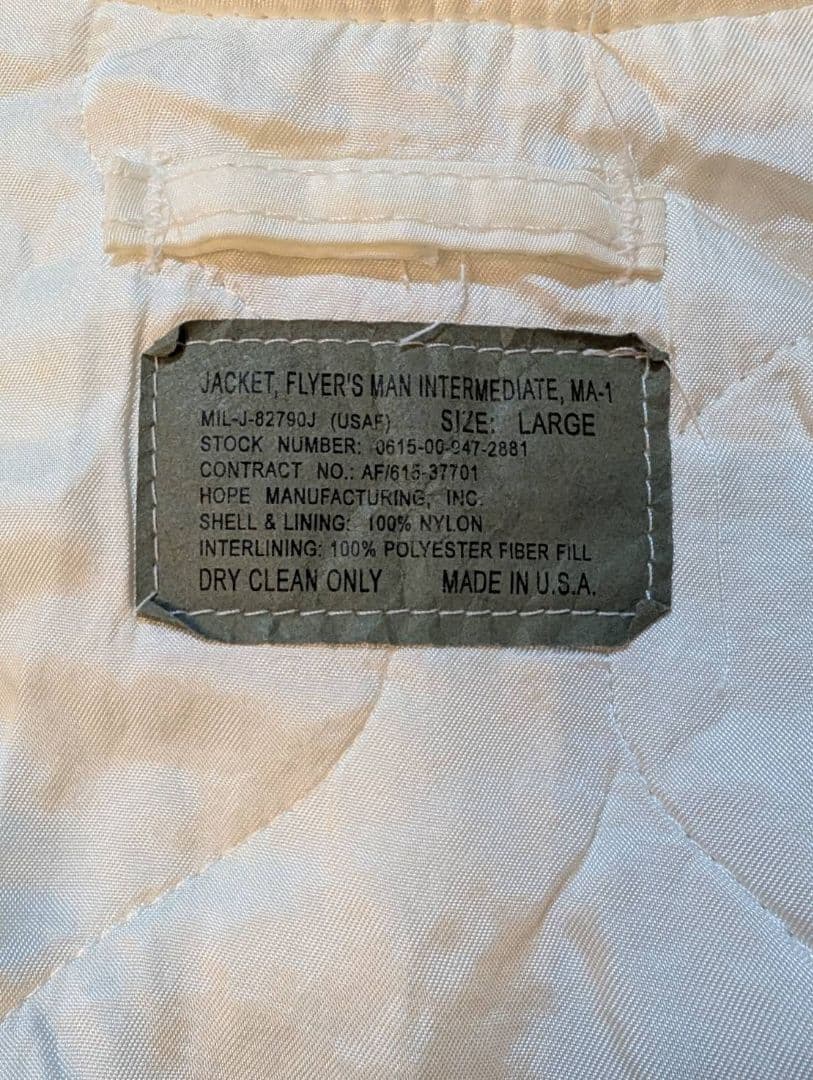 JACKET, FLYER'S MAN INTERMEDIATE, MA-1
MIL-J-82790J (USAF) SIZE: LARGE
STOCK NUMBER: 0615-00-947-2881
CONTRACT NO.: AF/615-37701
HOPE MANUFACTURING, INC.
SHELL & LINING: 100% NYLON
INTERLINING: 100% POLYESTER FIBER FILL
DRY CLEAN ONLY MADE IN U.S.A.